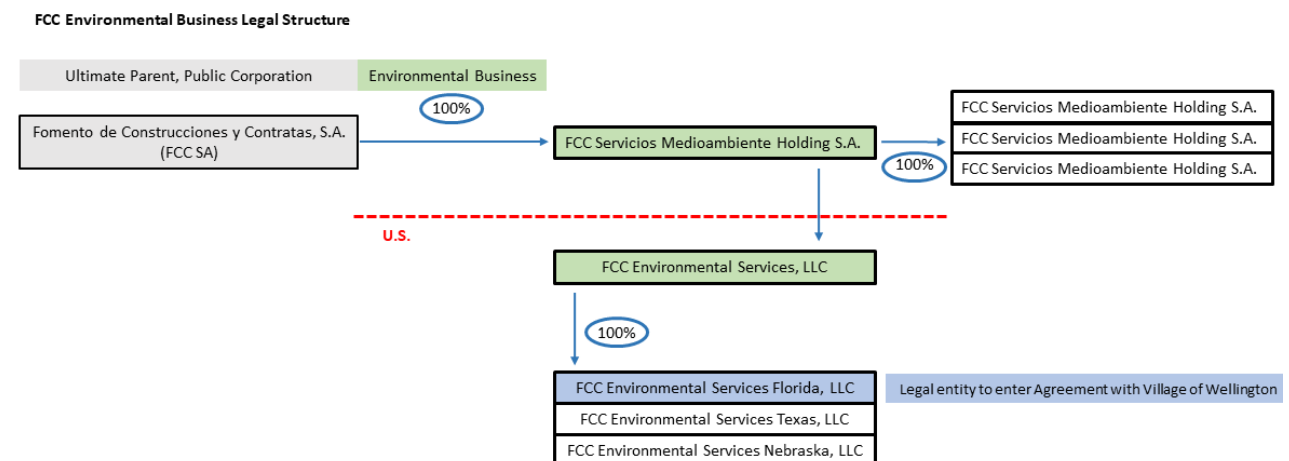 FCC Environmental Business Legal Structure
Ultimate Parent, Public Corporation
Environmental Business
100%
Fomento de Construcciones y Contratas, S.A.
(FCC SA)
FCC Servicios Medioambiente Holding S.A.
100%
FCC Servicios Medioambiente Holding S.A.
FCC Servicios Medioambiente Holding S.A.
FCC Servicios Medioambiente Holding S.A.
U.S.
FCC Environmental Services, LLC
100%
FCC Environmental Services Florida, LLC
Legal entity to enter Agreement with Village of Wellington
FCC Environmental Services Texas, LLC
FCC Environmental Services Nebraska, LLC